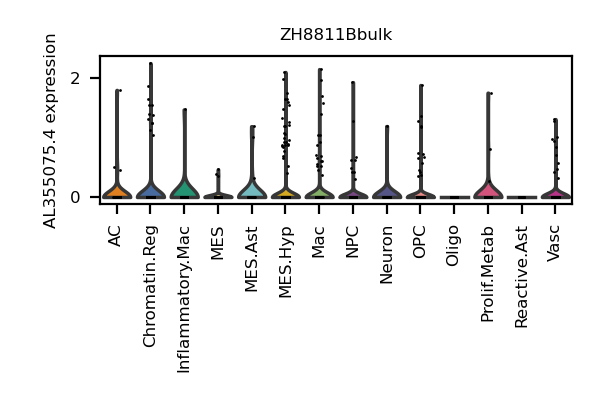 ZH8811Bbulk
AL355075.4 expression
2
0
AC
Chromatin.Reg
Inflammatory.Mac
MES
MES.Ast
MES.Hyp
Mac
NPC
Neuron
OPC
Oligo
Prolif.Metab
Reactive.Ast
Vasc